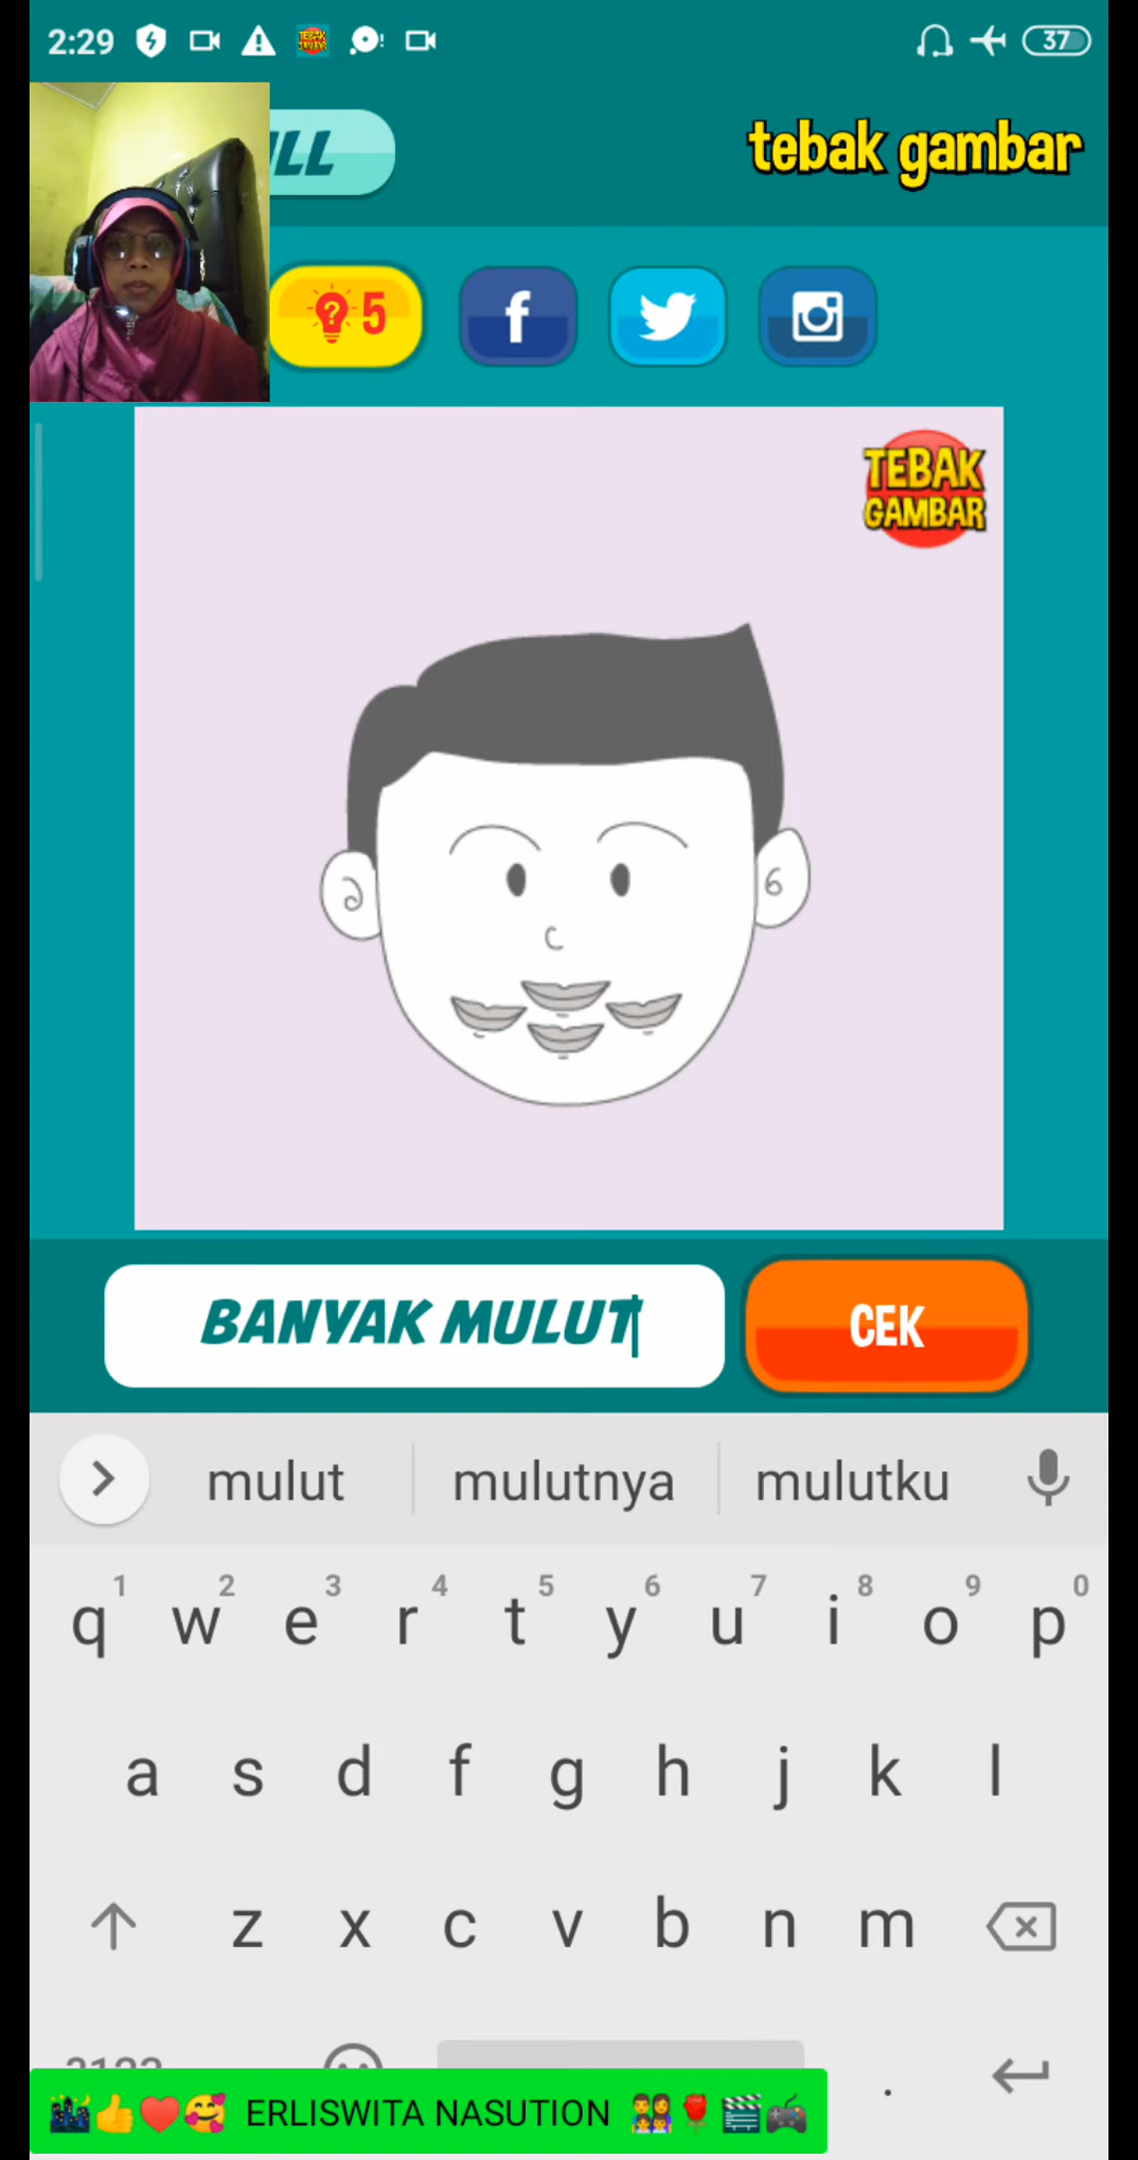 2:29
37
ILL
tebak gambar
5
TEBAK
GAMBAR
BANYAK MULUT
CEK
mulut mulutnya mulutku
1 2 3 4 5 6 7 8 9 0
q w e r t y u i o p
a s d f g h j k l
z x c v b n m
.
ERLISWITA NASUTION